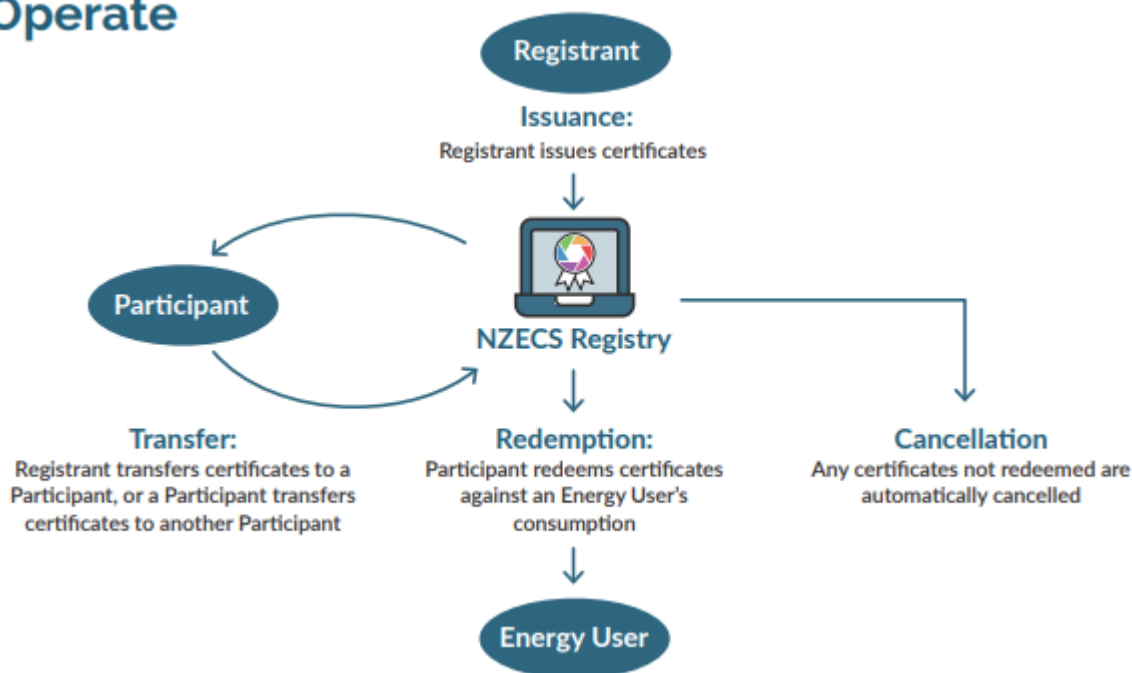 Operate
Registrant
Issuance:
Registrant issues certificates
Participant
NZECS Registry
Transfer:
Registrant transfers certificates to a
Participant, or a Participant transfers
certificates to another Participant
Redemption:
Participant redeems certificates
against an Energy User's
consumption
Cancellation
Any certificates not redeemed are
automatically cancelled
Energy User